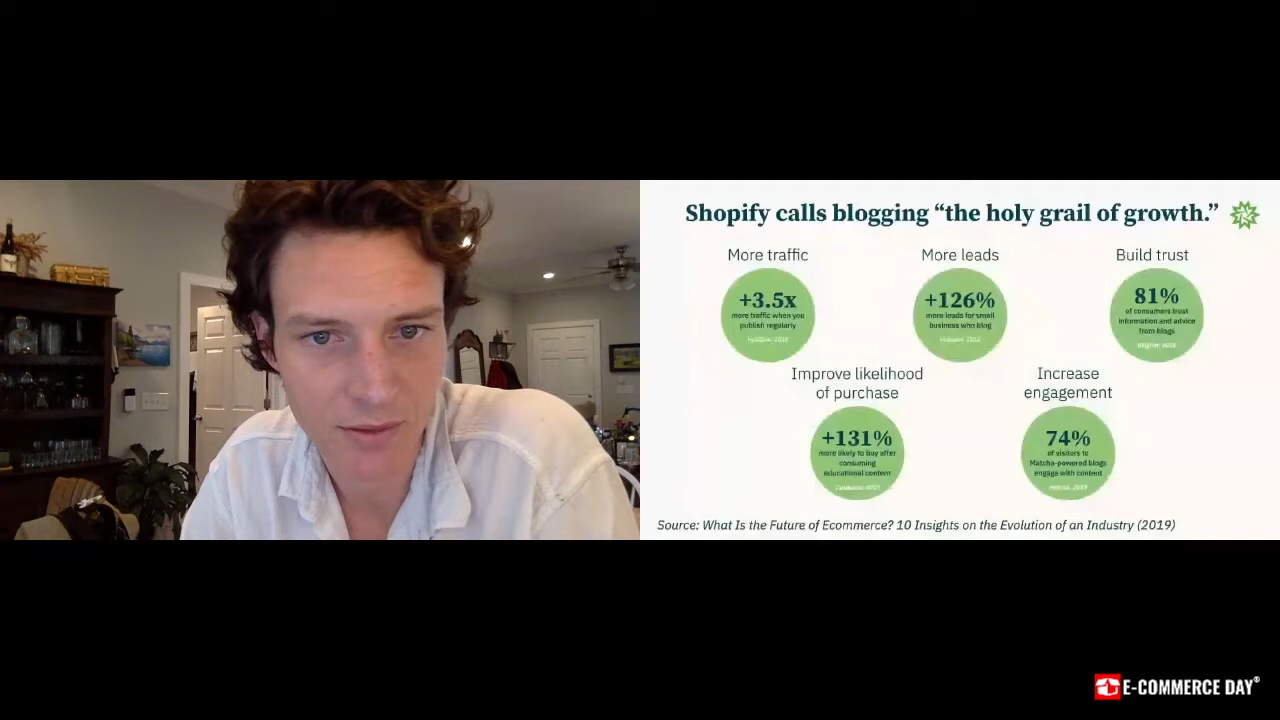 Shopify calls blogging “the holy grail of growth.”
More traffic
More leads
Build trust
+3.5x
more traffic when you
publish regularly
+126%
more leads for small
business who blog
81%
of consumers trust
information and advice
from blogs
Improve likelihood
of purchase
Increase
engagement
+131%
more likely to buy after
consuming
educational content
74%
of visitors to
Matcha-powered blogs
engage with content
Source: What Is the Future of Ecommerce? 10 Insights on the Evolution of an Industry (2019)
E-COMMERCE DAY®